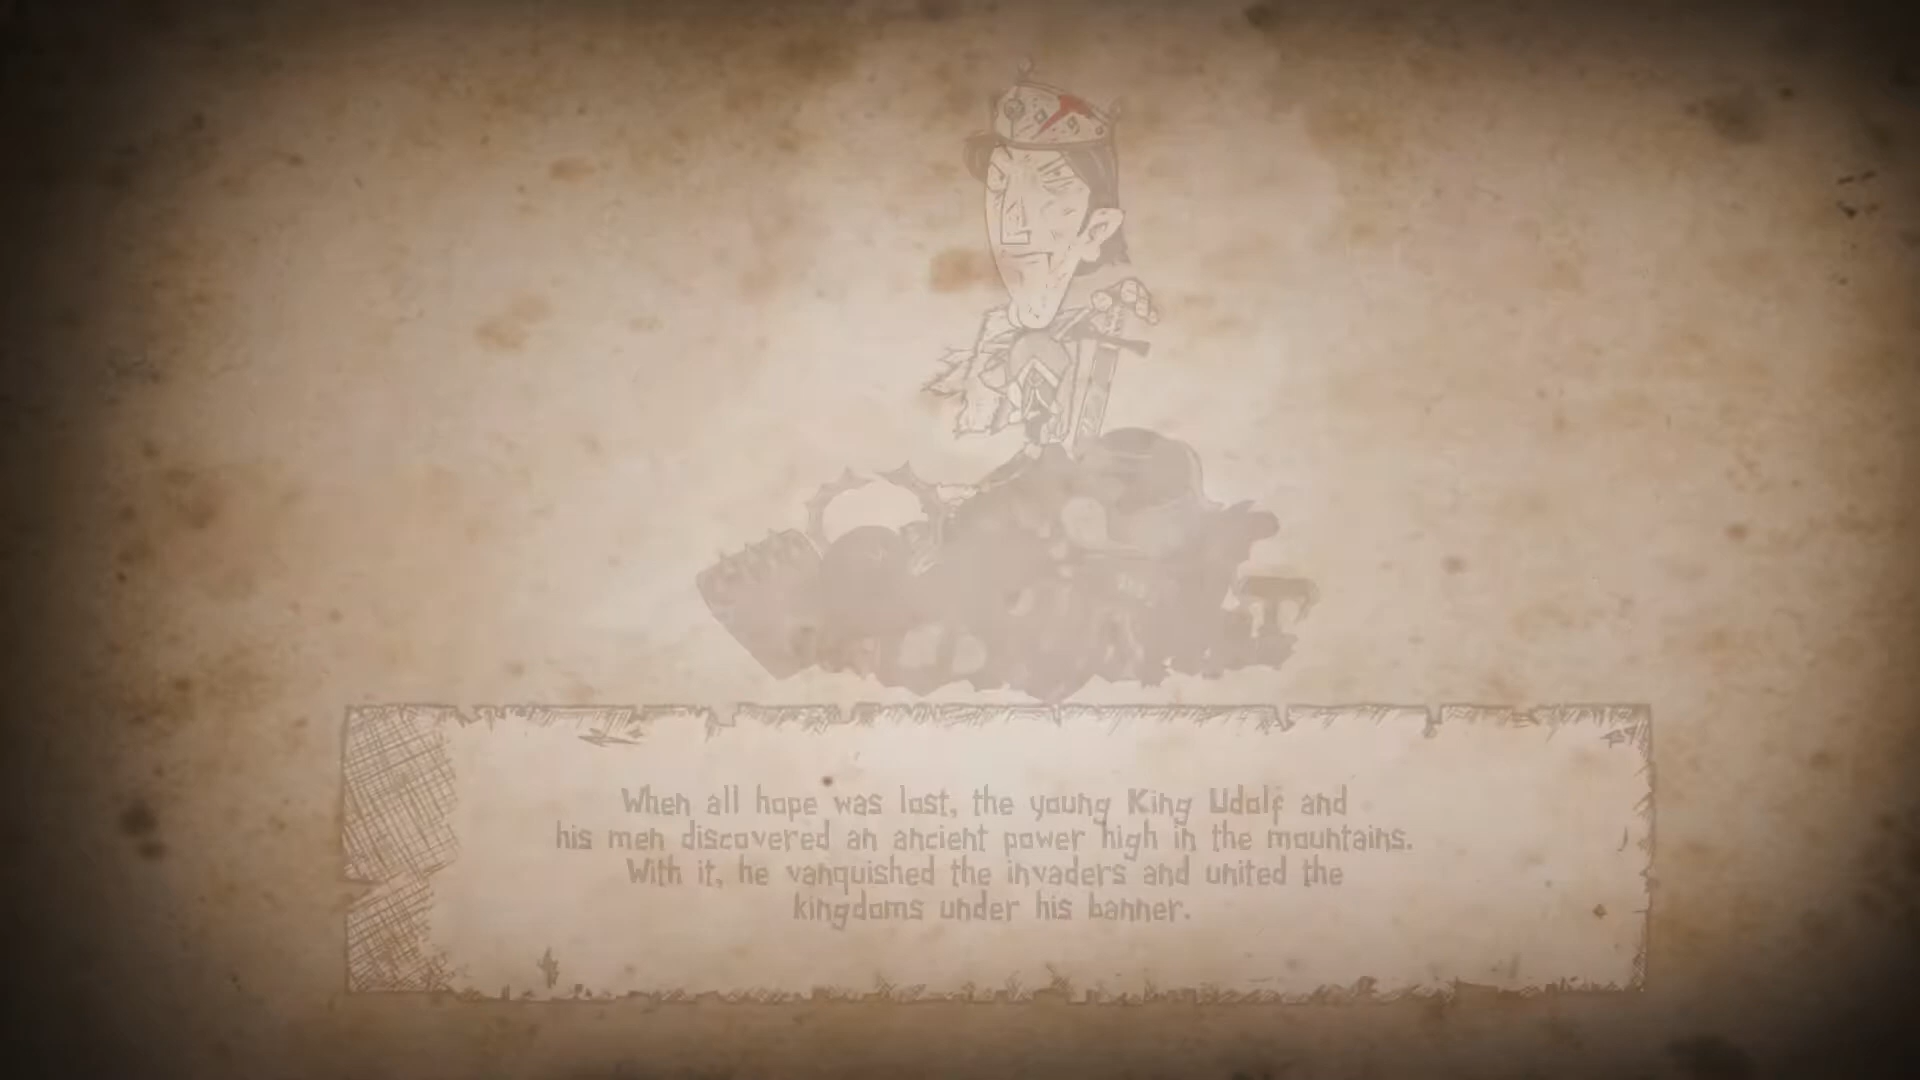 When all hope was lost, the young King Udolf and
his men discovered an ancient power high in the mountains.
With it, he vanquished the invaders and united the
kingdoms under his banner.